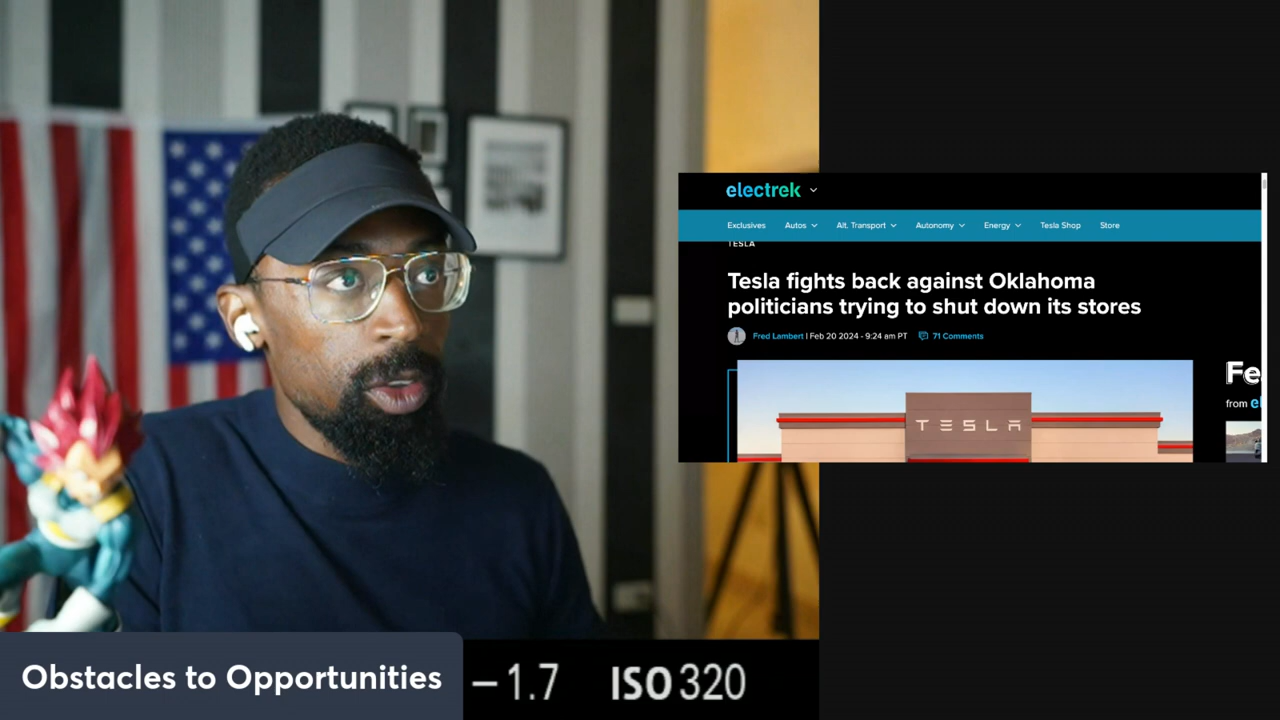 electrek
Exclusives Autos Alt. Transport Autonomy Energy Tesla Shop Store
TESLA
Tesla fights back against Oklahoma
politicians trying to shut down its stores
Fred Lambert | Feb 20 2024 - 9:24 am PT 71 Comments
Fe
from el
TESLA
Obstacles to Opportunities
–1.7 ISO 320